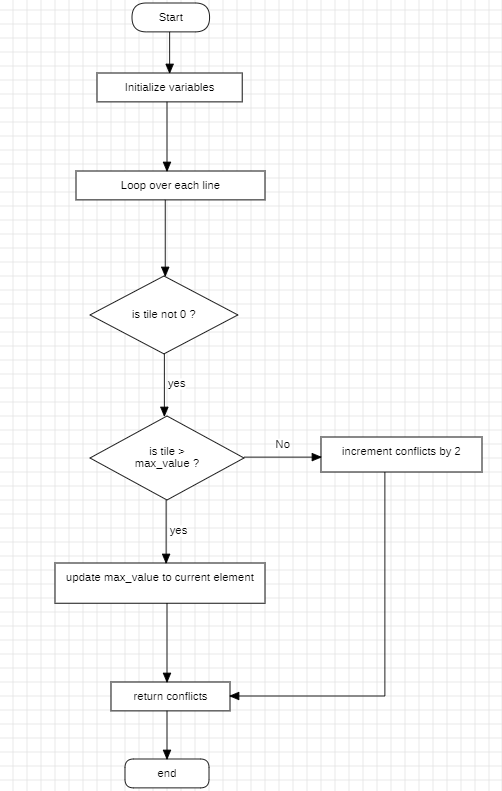 Start
Initialize variables
Loop over each line
is tile not 0 ?
yes
is tile >
max_value ?
No
increment conflicts by 2
yes
update max_value to current element
return conflicts
end